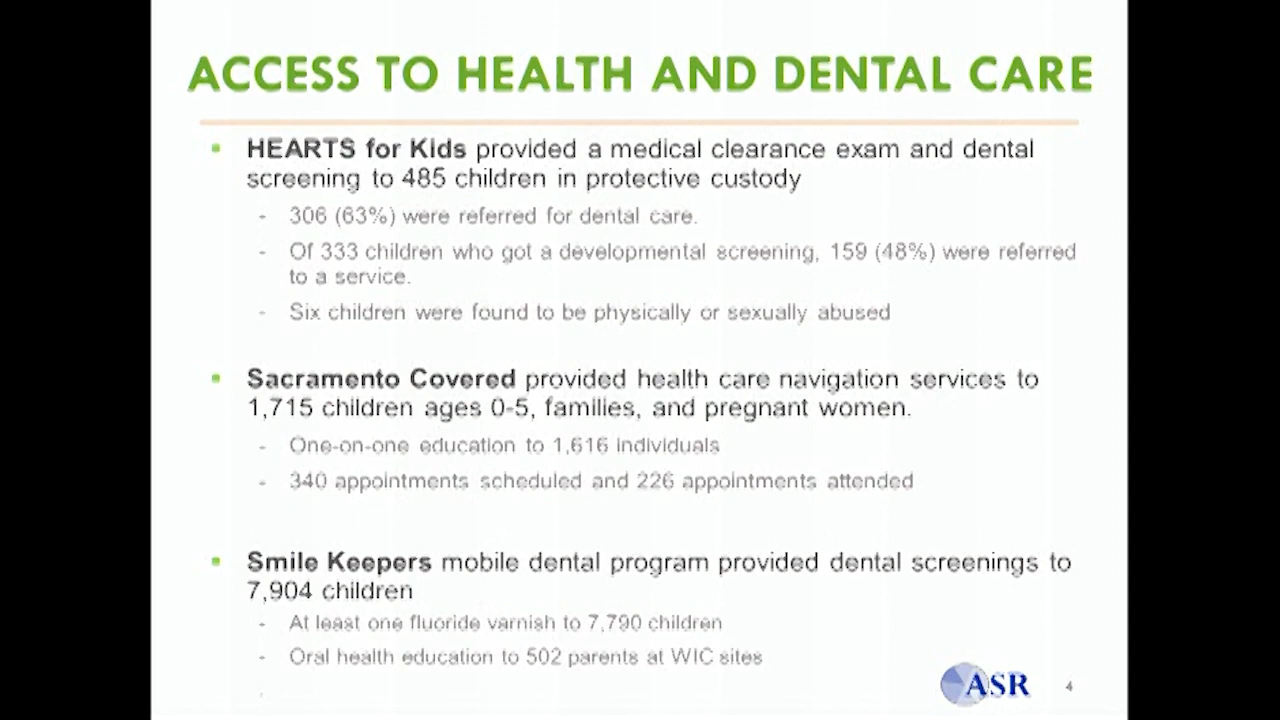 ACCESS TO HEALTH AND DENTAL CARE
▪ HEARTS for Kids provided a medical clearance exam and dental
screening to 485 children in protective custody
- 306 (63%) were referred for dental care.
- Of 333 children who got a developmental screening, 159 (48%) were referred
to a service.
- Six children were found to be physically or sexually abused
▪ Sacramento Covered provided health care navigation services to
1,715 children ages 0-5, families, and pregnant women.
- One-on-one education to 1,616 individuals
- 340 appointments scheduled and 226 appointments attended
▪ Smile Keepers mobile dental program provided dental screenings to
7,904 children
- At least one fluoride varnish to 7,790 children
- Oral health education to 502 parents at WIC sites
ASR
4